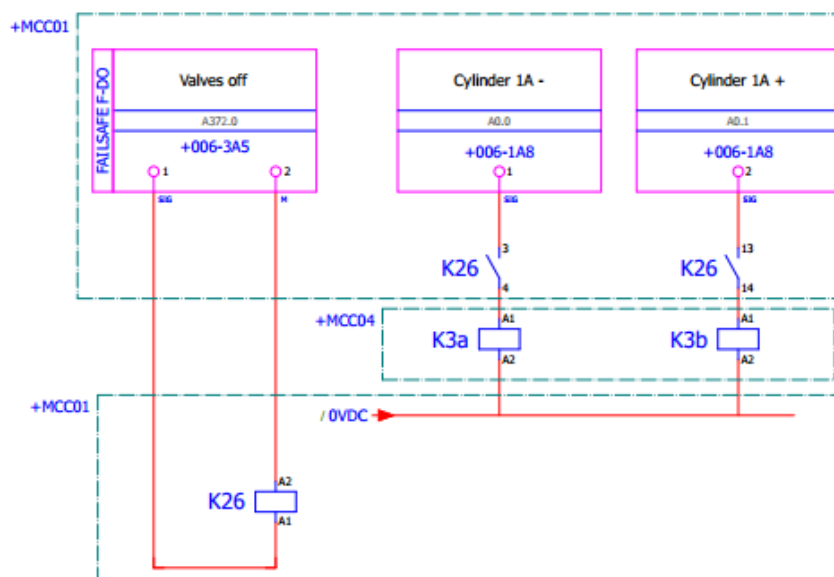 +MCC01
FAILSAFE F-DO
Valves off
A372.0
+006-3A5
1
2
SIG
M
Cylinder 1A -
A0.0
+006-1A8
1
SIG
Cylinder 1A +
A0.1
+006-1A8
2
SIG
K26
3
4
K26
13
14
+MCC04
K3a
A1
A2
K3b
A1
A2
+MCC01
/ 0VDC
K26
A2
A1